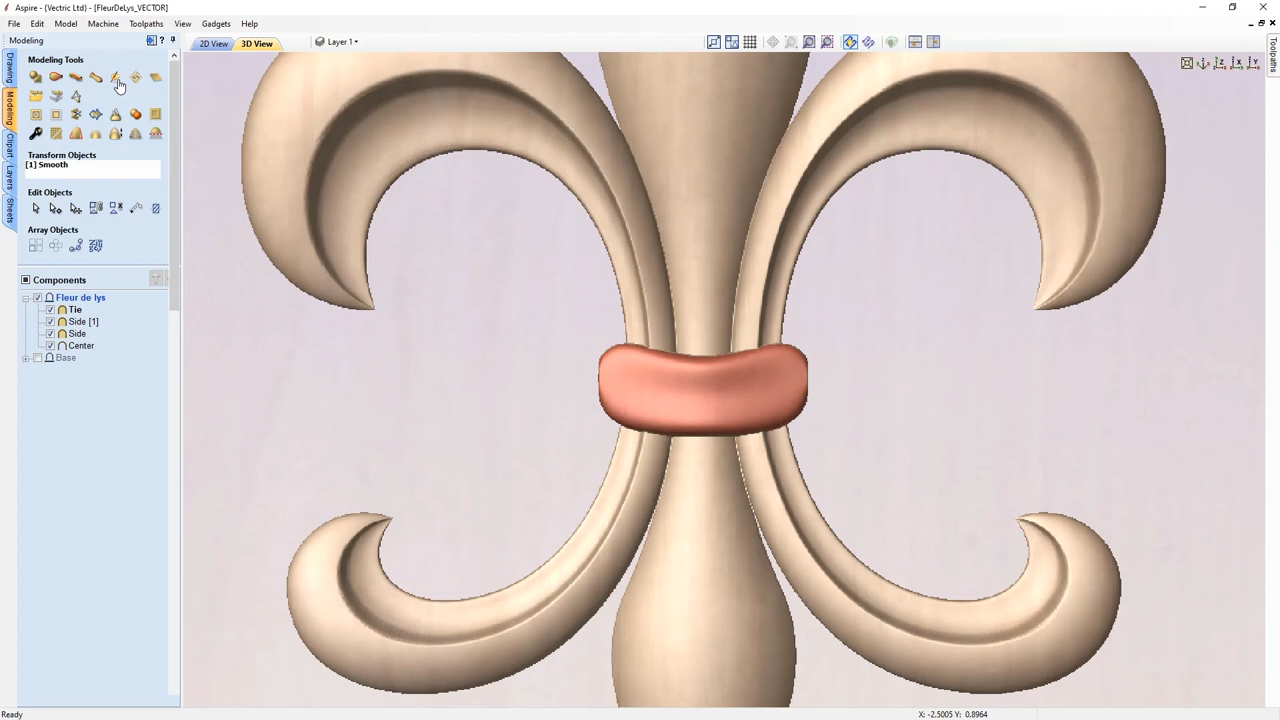 Aspire - {Vectric Ltd} - [FleurDeLys_VECTOR]
File Edit Model Machine Toolpaths View Gadgets Help
Modeling
2D View 3D View Layer 1
Drawing
Modeling
Clipart
Layers
Sheets
Toolpaths
Modeling Tools
Transform Objects
[1] Smooth
Edit Objects
Array Objects
Components
Fleur de lys
Tie
Side [1]
Side
Center
Base
Ready X: -2.5005 Y: 0.8964